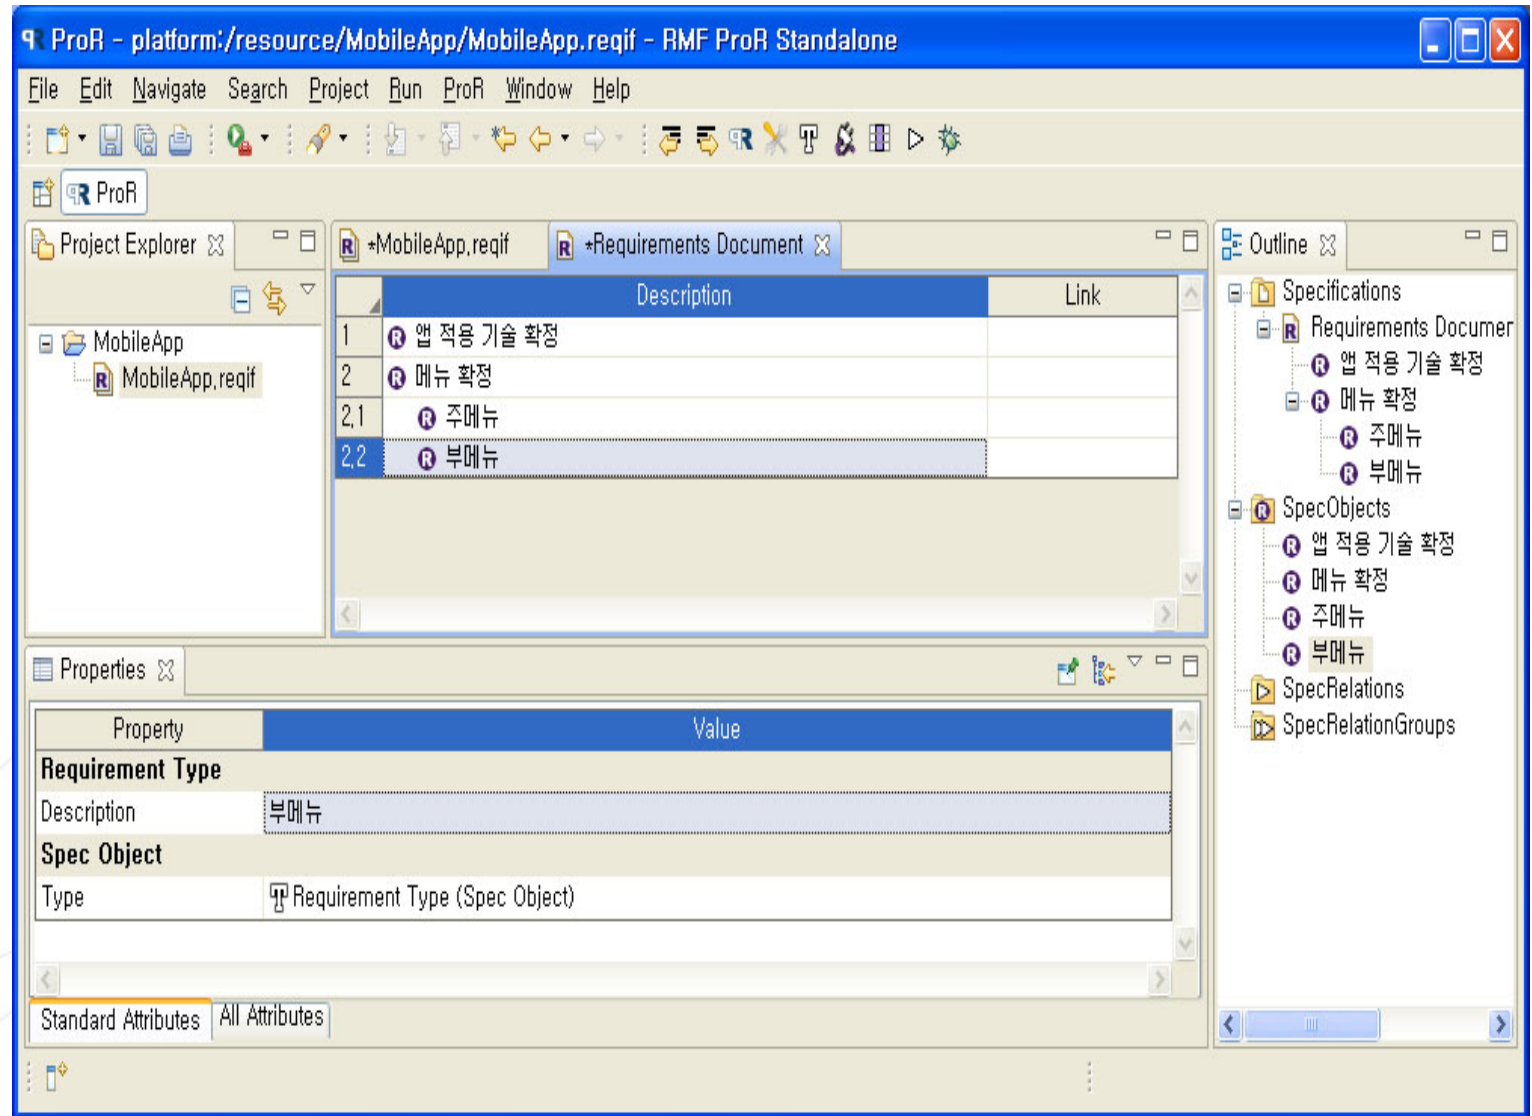 ProR - platform:/resource/MobileApp/MobileApp.reqif - RMF ProR Standalone
File Edit Navigate Search Project Run ProR Window Help
ProR
Project Explorer
MobileApp
MobileApp.reqif
*MobileApp.reqif *Requirements Document
Description Link
1 앱 적용 기술 확정
2 메뉴 확정
2.1 주메뉴
2.2 부메뉴
Outline
Specifications
Requirements Documen
앱 적용 기술 확정
메뉴 확정
주메뉴
부메뉴
SpecObjects
앱 적용 기술 확정
메뉴 확정
주메뉴
부메뉴
SpecRelations
SpecRelationGroups
Properties
Property Value
Requirement Type
Description 부메뉴
Spec Object
Type Requirement Type (Spec Object)
Standard Attributes All Attributes